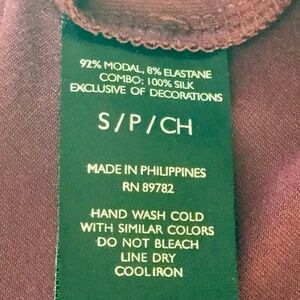 92% MODAL, 8% ELASTANE
COMBO: 100% SILK
EXCLUSIVE OF DECORATIONS
S/P/CH
MADE IN PHILIPPINES
RN 89782
HAND WASH COLD
WITH SIMILAR COLORS
DO NOT BLEACH
LINE DRY
COOL IRON